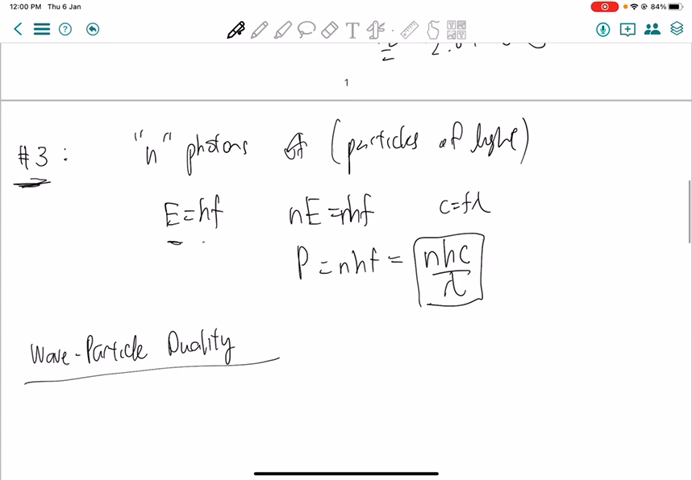 12:00 PM Thu 6 Jan
84%
1
#3 : "n" photons (particles of light)
E=hf nE=nhf c=fλ
P=nhf= nhc/λ
Wave-Particle Duality